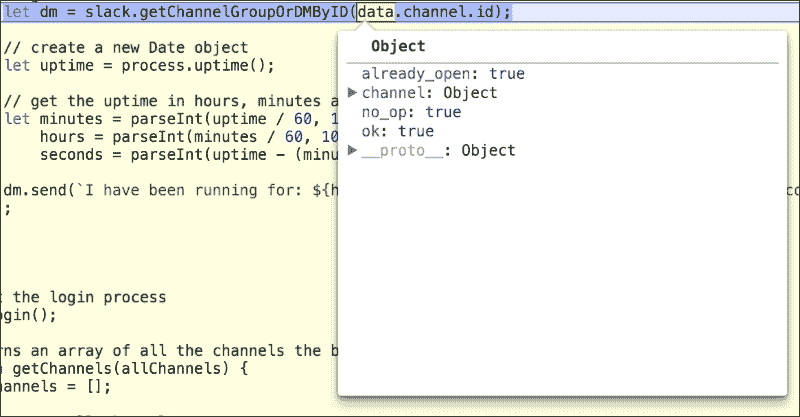 let dm = slack.getChannelGroupOrDMByID(data.channel.id);
// create a new Date object
let uptime = process.uptime();
// get the uptime in hours, minutes a
let minutes = parseInt(uptime / 60, 1
hours = parseInt(minutes / 60, 10
seconds = parseInt(uptime - (minu
dm.send(`I have been running for: ${h
;
t the login process
ogin();
rns an array of all the channels the b
n getChannels(allChannels) {
hannels = [];
Object
already_open: true
▶ channel: Object
no_op: true
ok: true
▶ __proto__: Object